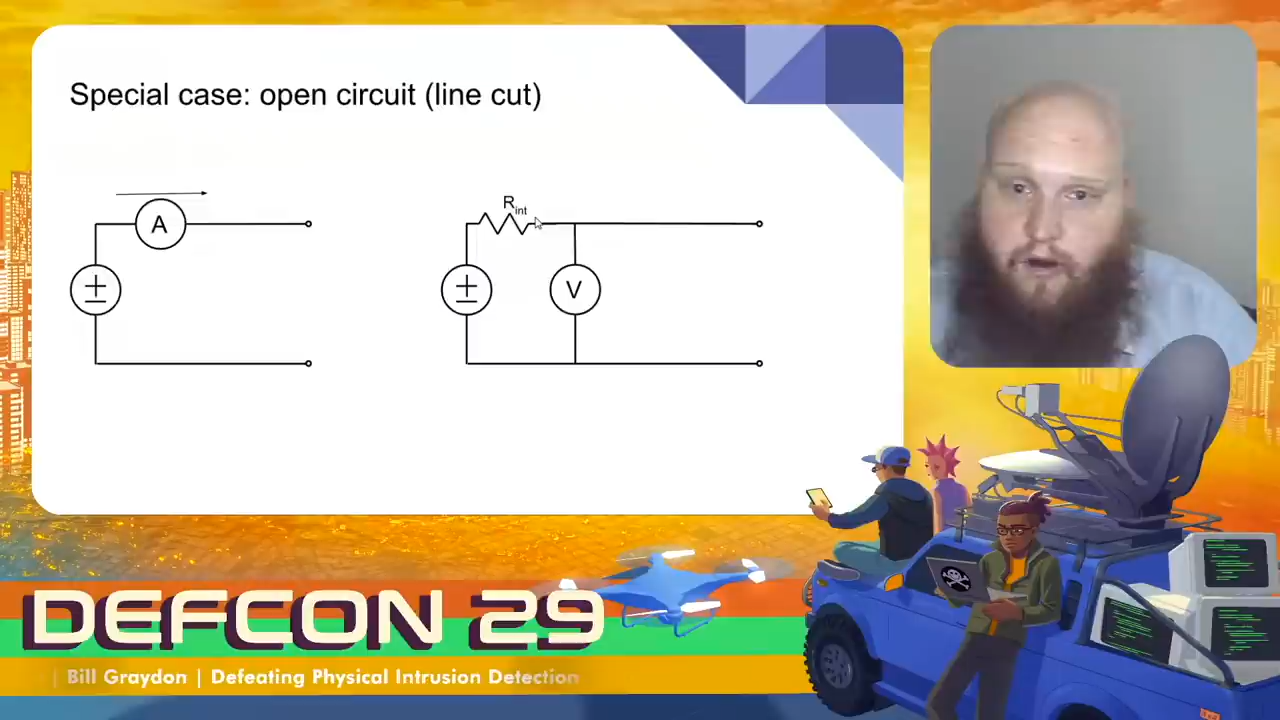 Special case: open circuit (line cut)
A
±
R int
±
V
DEFCON 29
| Bill Graydon | Defeating Physical Intrusion Detection